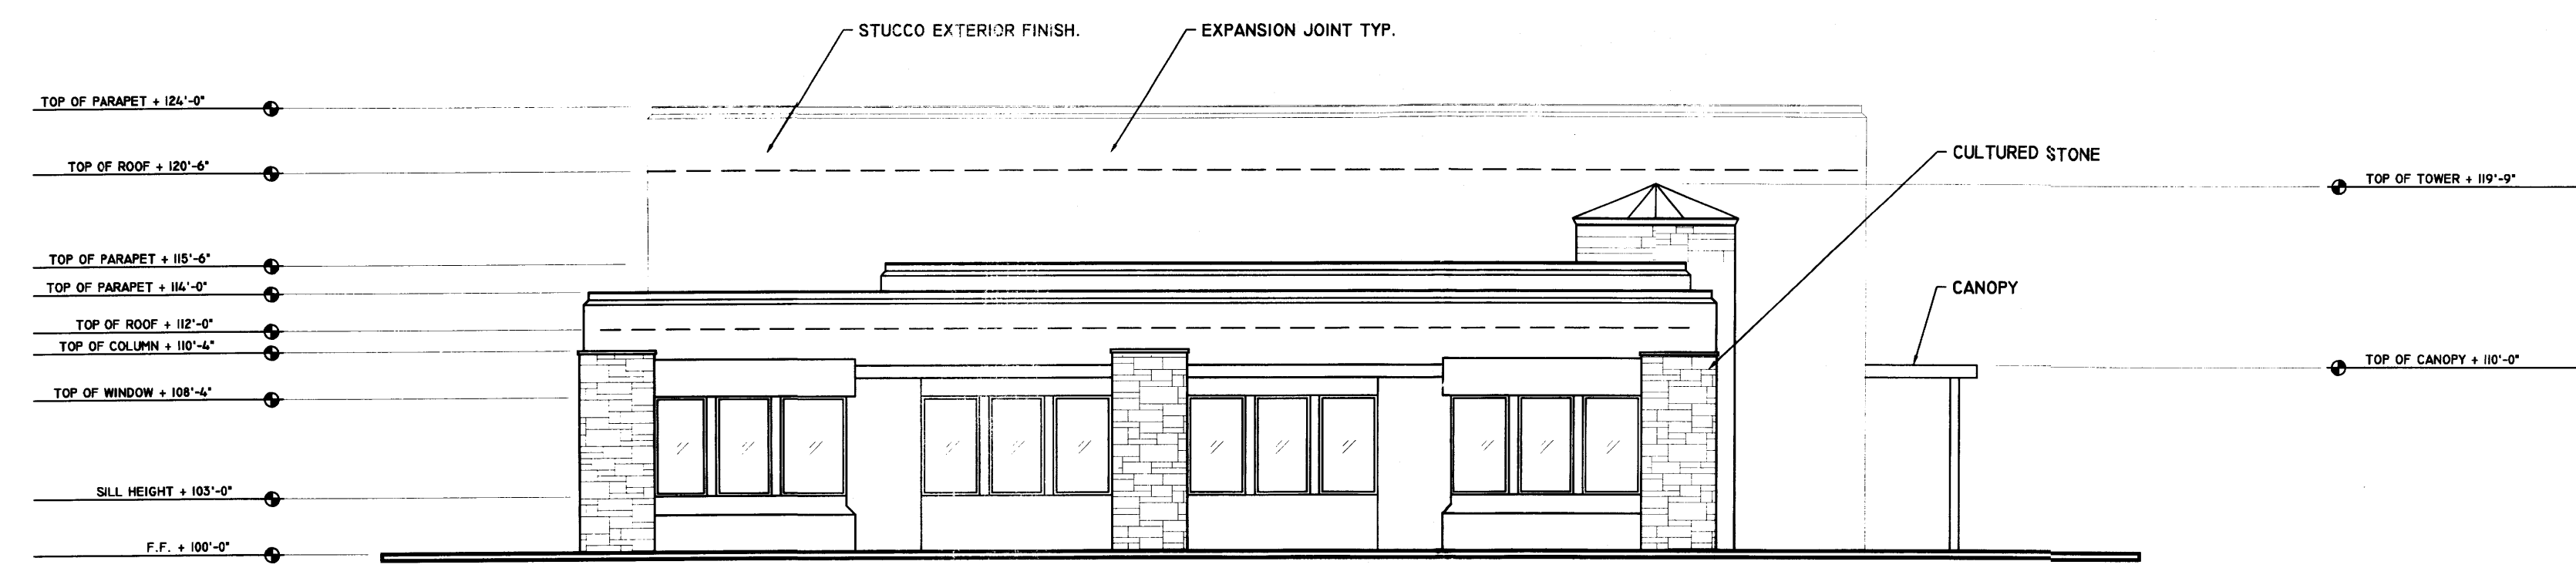 STUCCO EXTERIOR FINISH.
EXPANSION JOINT TYP.
TOP OF PARAPET + 124'-0"
TOP OF ROOF + 120'-6"
CULTURED STONE
TOP OF TOWER + 119'-9"
TOP OF PARAPET + 115'-6"
TOP OF PARAPET + 114'-0"
CANOPY
TOP OF ROOF + 112'-0"
TOP OF COLUMN + 110'-4"
TOP OF CANOPY + 110'-0"
TOP OF WINDOW + 108'-4"
SILL HEIGHT + 103'-0"
F.F. + 100'-0"